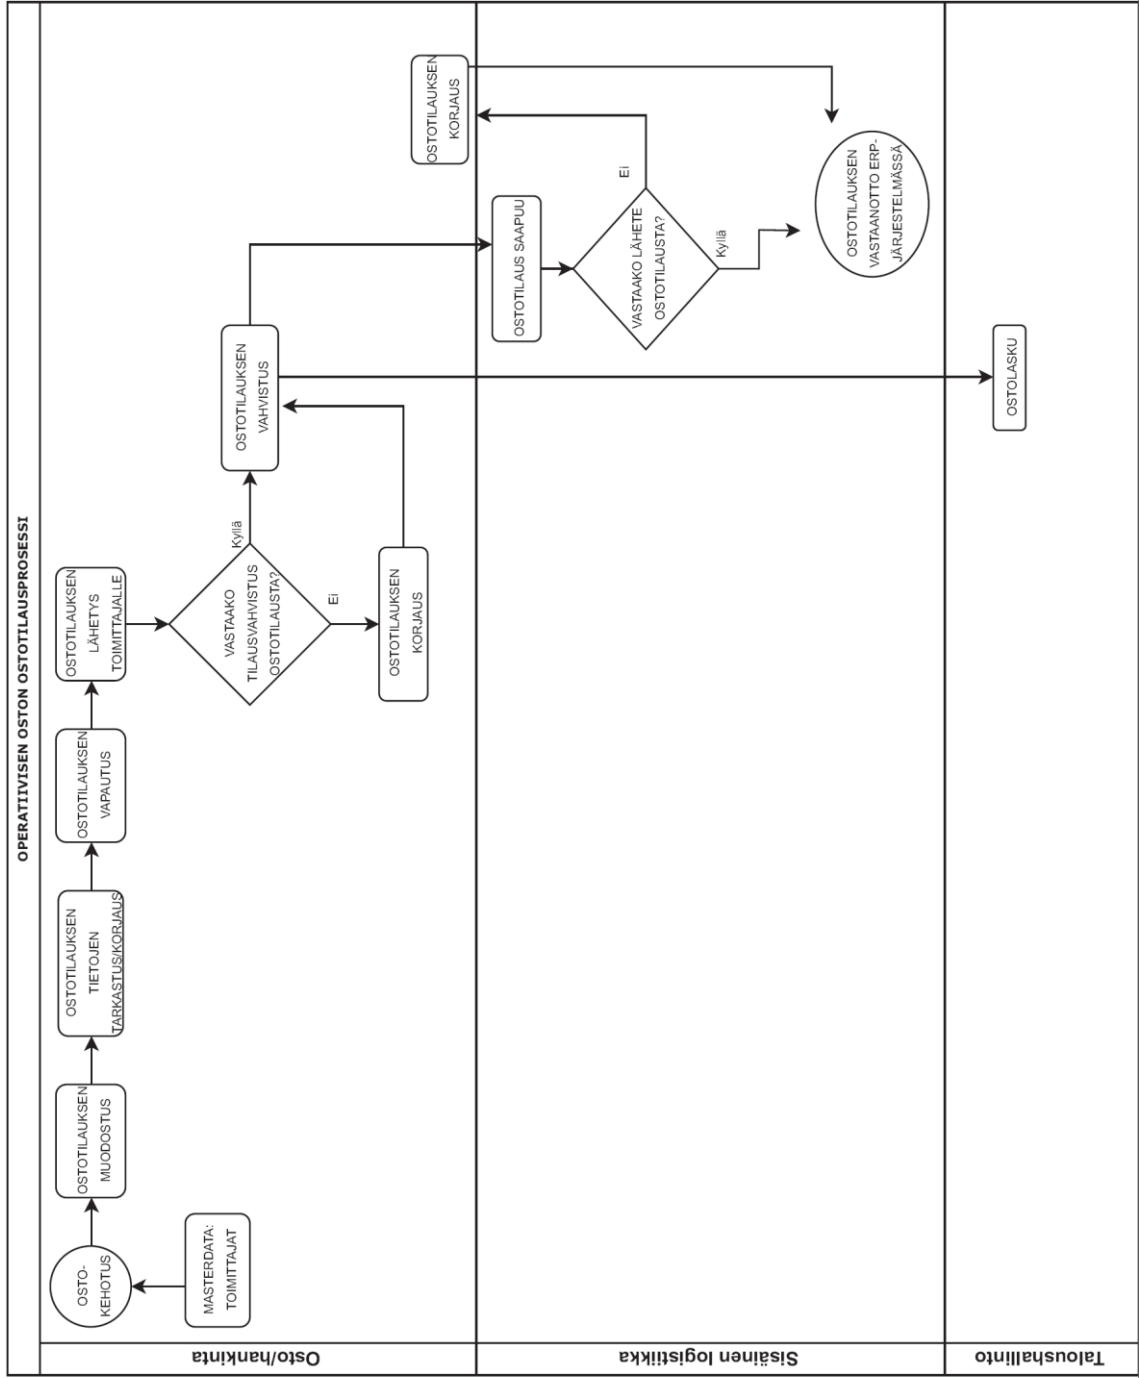 OPERATIIVISEN OSTON OSTOTILAUSPROSESSI
Osto/hankinta
OSTO-
KEHOTUS
MASTERDATA:
TOIMITTAJAT
OSTOTILAUKSEN
MUODOSTUS
OSTOTILAUKSEN
TIETOJEN
TARKASTUS/KORJAUS
OSTOTILAUKSEN
VAPAUTUS
OSTOTILAUKSEN
LÄHETYS
TOIMITTAJALLE
VASTAAKO
TILAUSVAHVISTUS
OSTOTILAUSTA?
Kyllä
Ei
OSTOTILAUKSEN
KORJAUS
OSTOTILAUKSEN
VAHVISTUS
OSTOTILAUKSEN
KORJAUS
Sisäinen logistiikka
OSTOTILAUS SAAPUU
VASTAAKO LÄHETE
OSTOTILAUSTA?
Ei
Kyllä
OSTOTILAUKSEN
VASTAANOTTO ERP-
JÄRJESTELMÄSSÄ
Taloushallinto
OSTOLASKU